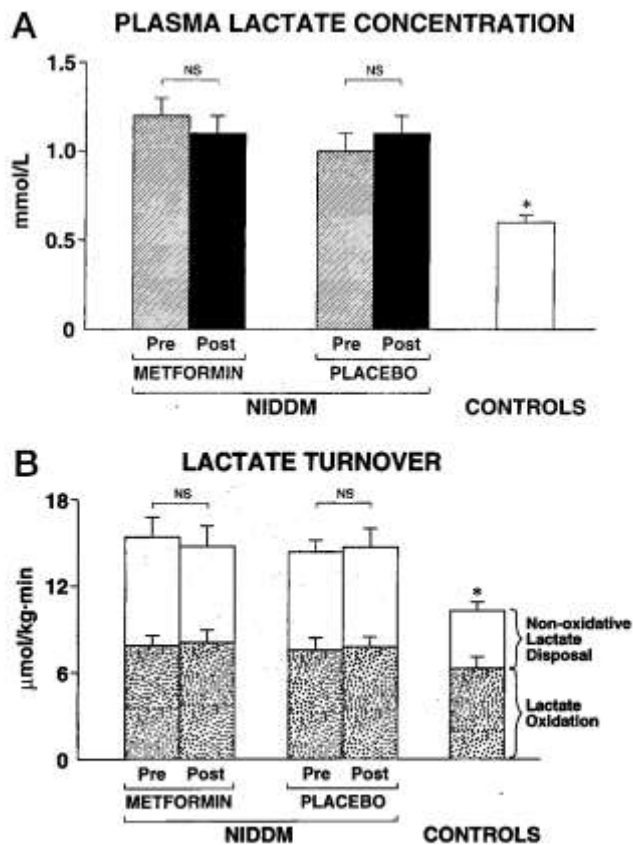 A PLASMA LACTATE CONCENTRATION
1.5
1.0
0.5
0
mmol/L
NS
NS
*
Pre Post Pre Post
METFORMIN PLACEBO
NIDDM CONTROLS
B LACTATE TURNOVER
18
12
6
0
μmol/kg·min
NS
NS
*
Non-oxidative
Lactate
Disposal
Lactate
Oxidation
Pre Post Pre Post
METFORMIN PLACEBO
NIDDM CONTROLS